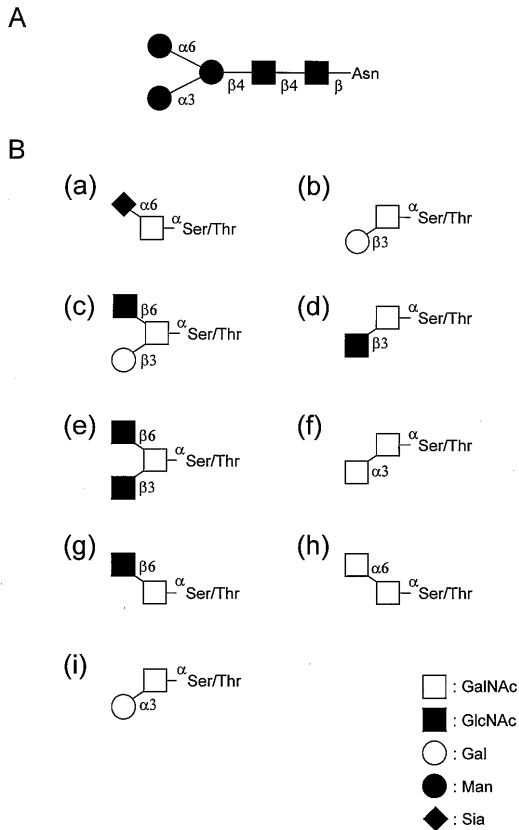 A
α6
α3
β4
β4
β
Asn
B
(a)
α6
α
Ser/Thr
(b)
α
Ser/Thr
β3
(c)
β6
α
Ser/Thr
β3
(d)
α
Ser/Thr
β3
(e)
β6
α
Ser/Thr
β3
(f)
α
Ser/Thr
α3
(g)
β6
α
Ser/Thr
(h)
α6
α
Ser/Thr
(i)
α
Ser/Thr
α3
: GalNAc
: GlcNAc
: Gal
: Man
: Sia